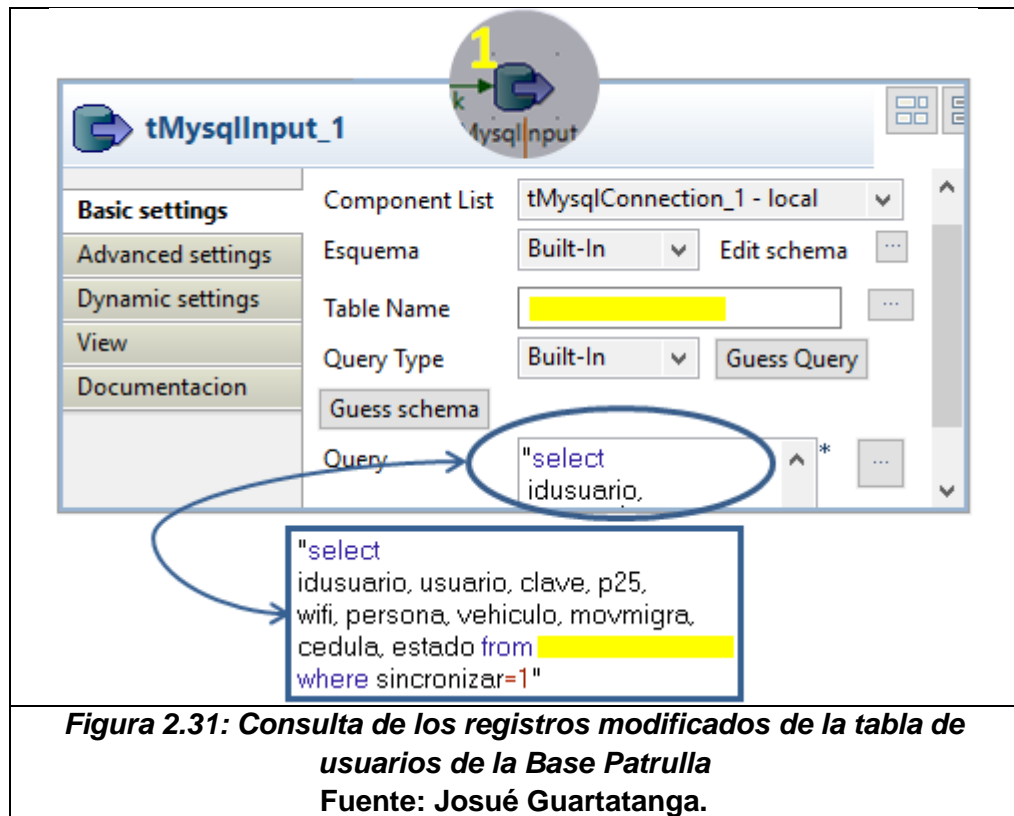 1
k
MysqlInput
tMysqlInput_1
Basic settings
Advanced settings
Dynamic settings
View
Documentacion
Component List tMysqlConnection_1 - local
Esquema Built-In Edit schema ...
Table Name ...
Query Type Built-In Guess Query
Guess schema
Query "select * ...
idusuario,
"select
idusuario, usuario, clave, p25,
wifi, persona, vehiculo, movmigra,
cedula, estado from
where sincronizar=1"
Figura 2.31: Consulta de los registros modificados de la tabla de
usuarios de la Base Patrulla
Fuente: Josué Guartatanga.